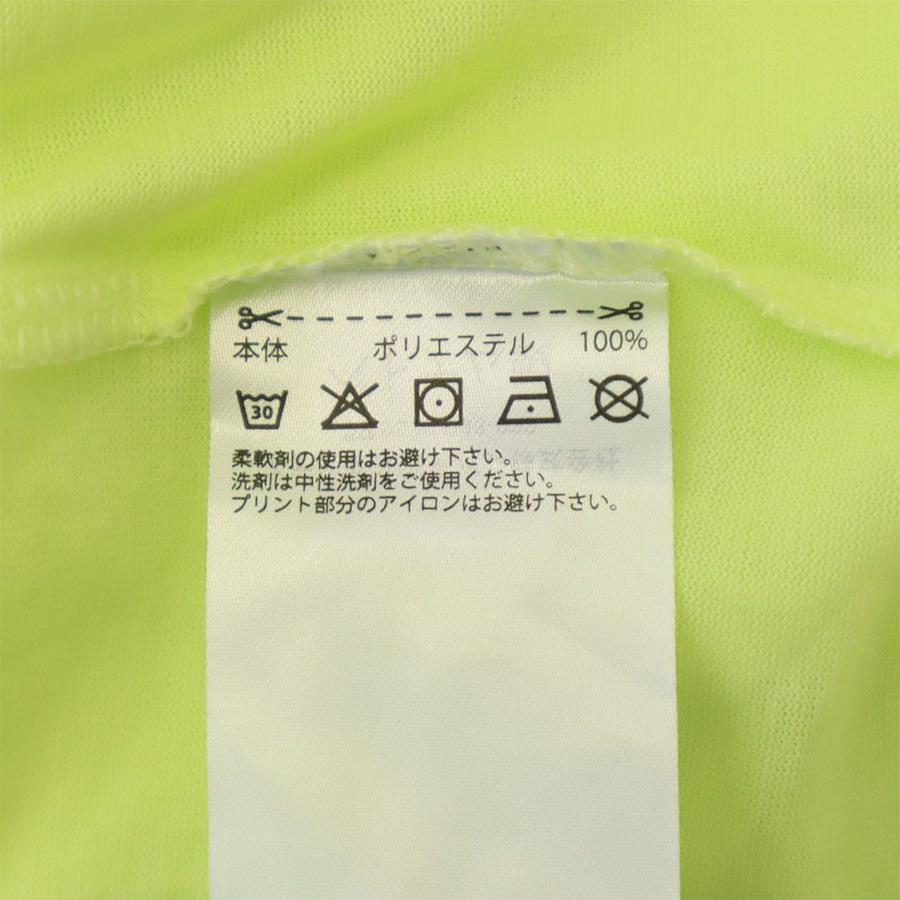 本体 ポリエステル 100%
30
柔軟剤の使用はお避け下さい。
洗剤は中性洗剤をご使用ください。
プリント部分のアイロンはお避け下さい。